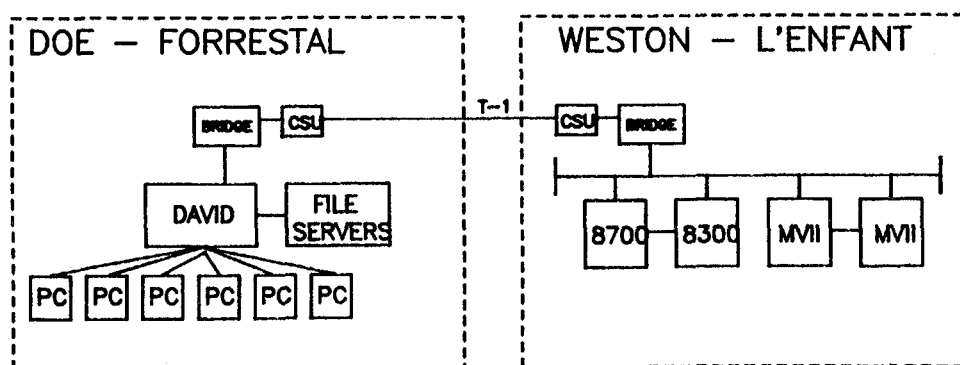 DOE – FORRESTAL
WESTON – L'ENFANT
T-1
BRIDGE
CSU
CSU
BRIDGE
DAVID
FILE
SERVERS
8700
8300
MVII
MVII
PC
PC
PC
PC
PC
PC